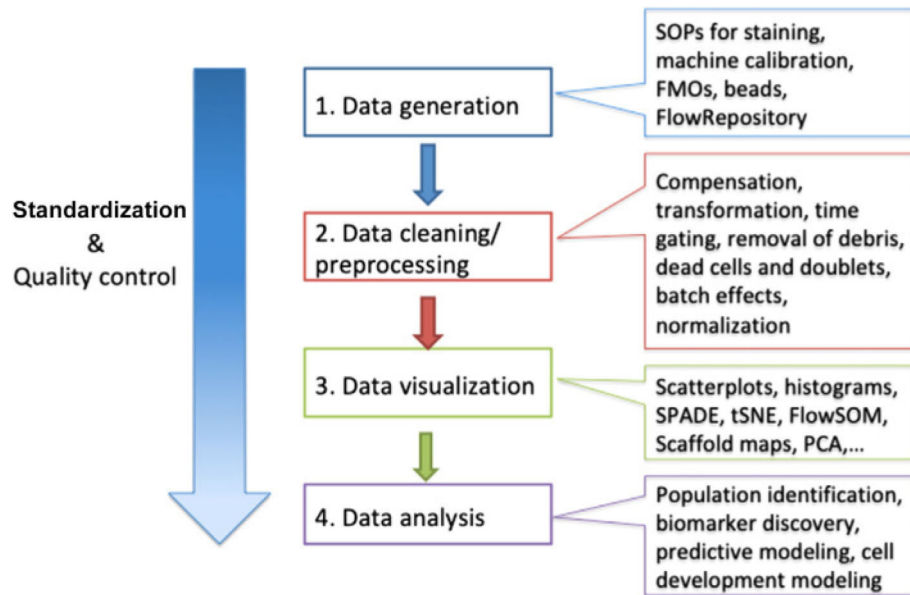 SOPs for staining,
machine calibration,
FMOs, beads,
FlowRepository
1. Data generation
Compensation,
transformation, time
gating, removal of debris,
dead cells and doublets,
batch effects,
normalization
Standardization
&
Quality control
2. Data cleaning/
preprocessing
3. Data visualization
Scatterplots, histograms,
SPADE, tSNE, FlowSOM,
Scaffold maps, PCA,...
4. Data analysis
Population identification,
biomarker discovery,
predictive modeling, cell
development modeling